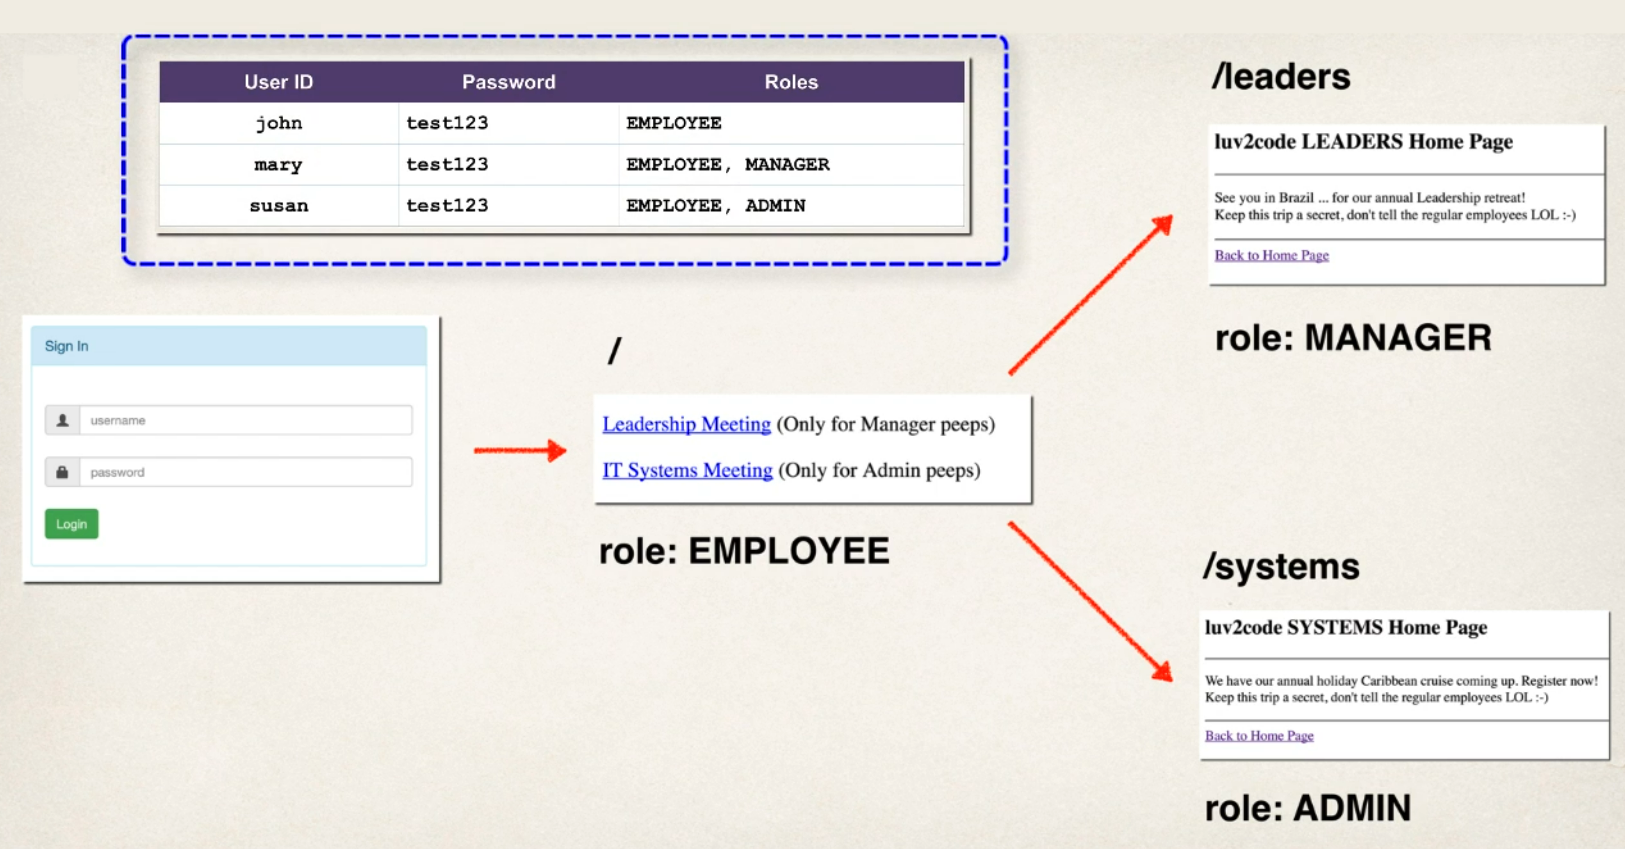 User ID Password Roles
john test123 EMPLOYEE
mary test123 EMPLOYEE, MANAGER
susan test123 EMPLOYEE, ADMIN
Sign In
username
password
Login
/
Leadership Meeting (Only for Manager peeps)
IT Systems Meeting (Only for Admin peeps)
role: EMPLOYEE
/leaders
luv2code LEADERS Home Page
See you in Brazil ... for our annual Leadership retreat!
Keep this trip a secret, don't tell the regular employees LOL :-)
Back to Home Page
role: MANAGER
/systems
luv2code SYSTEMS Home Page
We have our annual holiday Caribbean cruise coming up. Register now!
Keep this trip a secret, don't tell the regular employees LOL :-)
Back to Home Page
role: ADMIN